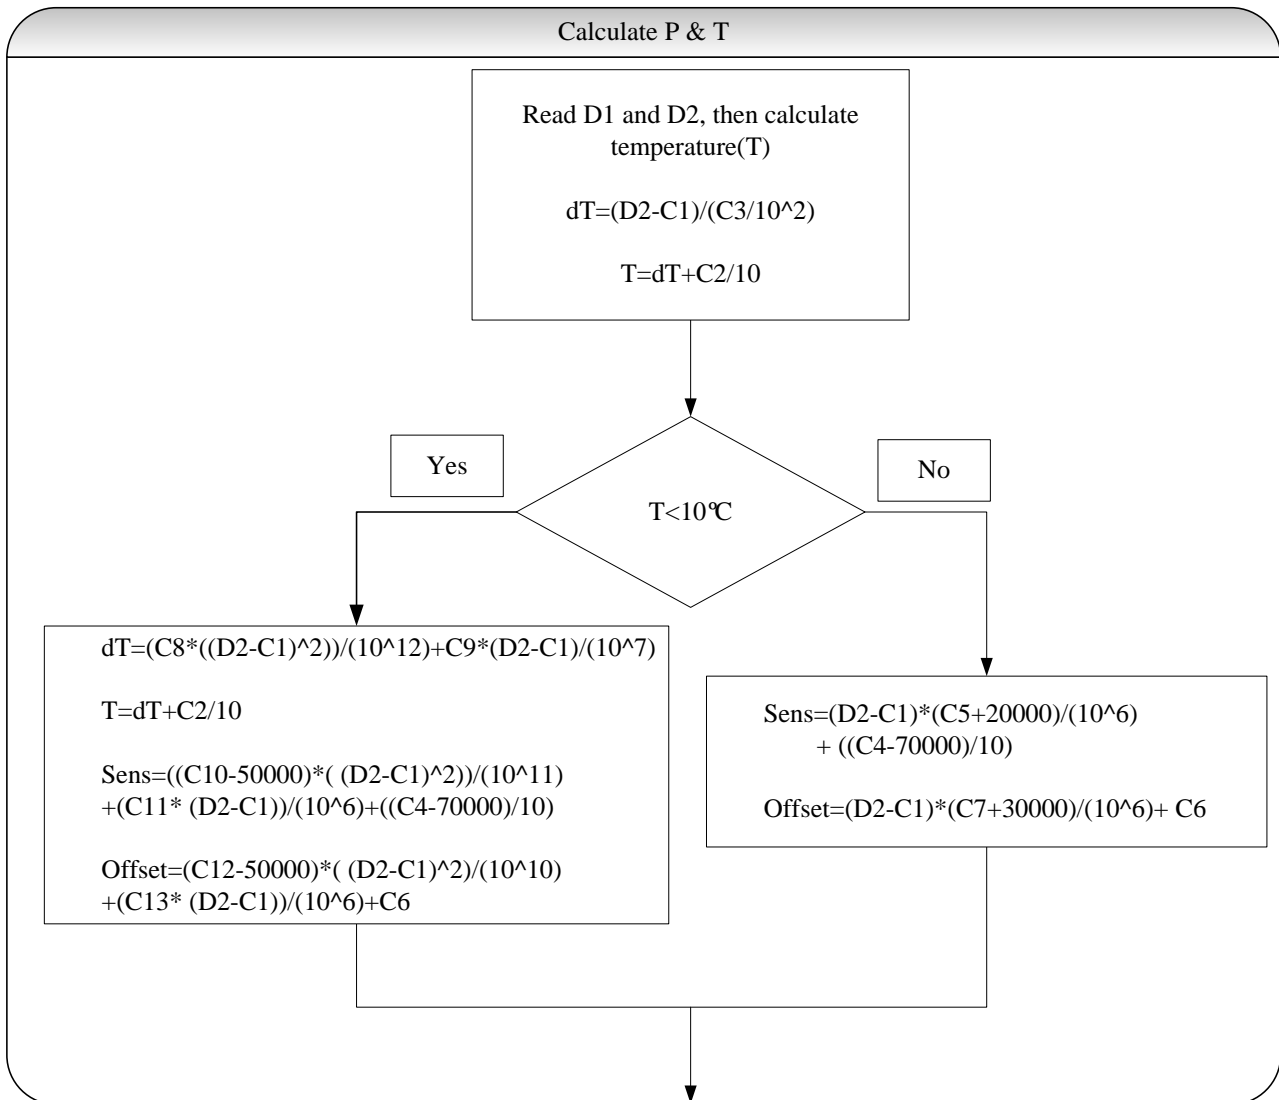 Calculate P & T
Read D1 and D2, then calculate
temperature(T)
dT=(D2-C1)/(C3/10^2)
T=dT+C2/10
Yes
No
T<10℃
dT=(C8*((D2-C1)^2))/(10^12)+C9*(D2-C1)/(10^7)
T=dT+C2/10
Sens=((C10-50000)*( (D2-C1)^2))/(10^11)
+(C11* (D2-C1))/(10^6)+((C4-70000)/10)
Offset=(C12-50000)*( (D2-C1)^2)/(10^10)
+(C13* (D2-C1))/(10^6)+C6
Sens=(D2-C1)*(C5+20000)/(10^6)
+ ((C4-70000)/10)
Offset=(D2-C1)*(C7+30000)/(10^6)+ C6